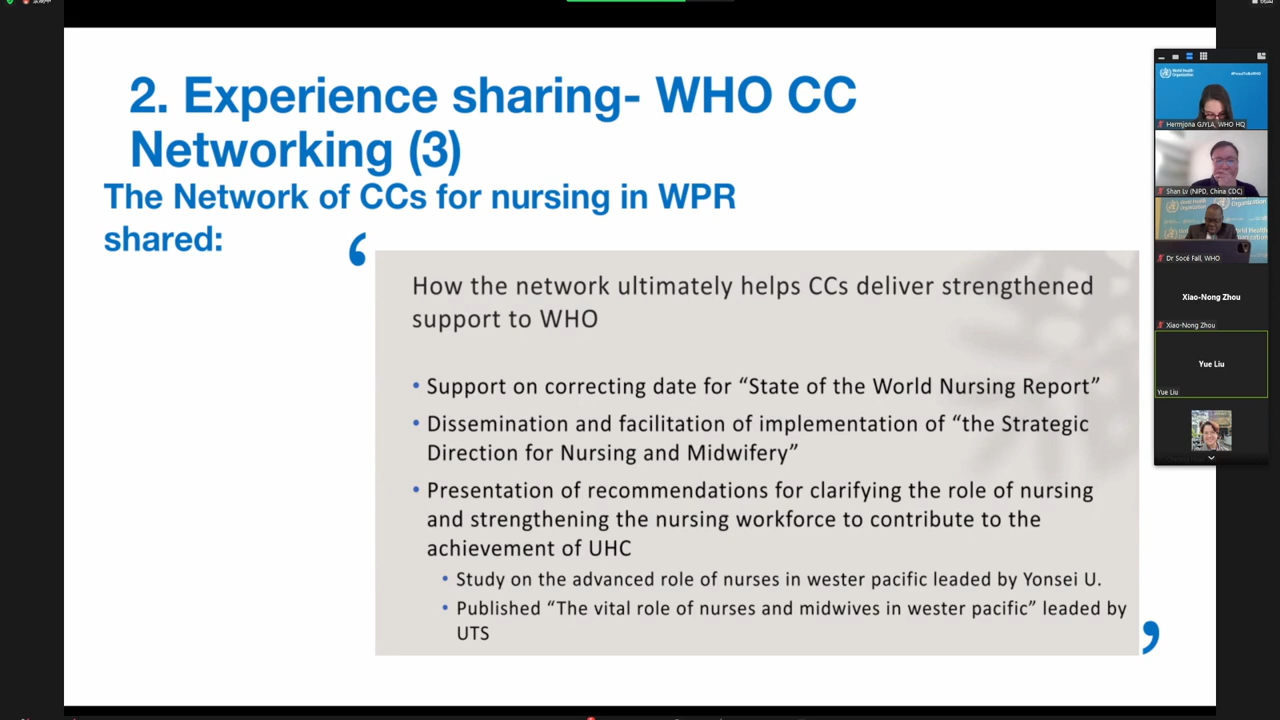 2. Experience sharing- WHO CC
Networking (3)
The Network of CCs for nursing in WPR
shared:
‘
How the network ultimately helps CCs deliver strengthened
support to WHO
• Support on correcting date for “State of the World Nursing Report”
• Dissemination and facilitation of implementation of “the Strategic
Direction for Nursing and Midwifery”
• Presentation of recommendations for clarifying the role of nursing
and strengthening the nursing workforce to contribute to the
achievement of UHC
• Study on the advanced role of nurses in wester pacific leaded by Yonsei U.
• Published “The vital role of nurses and midwives in wester pacific” leaded by
UTS
’
World Health
Organization
Hermjona GJYLA, WHO HQ
Shan Lv (NIPD, China CDC)
Dr Socé Fall, WHO
Xiao-Nong Zhou
Xiao-Nong Zhou
Yue Liu
Yue Liu